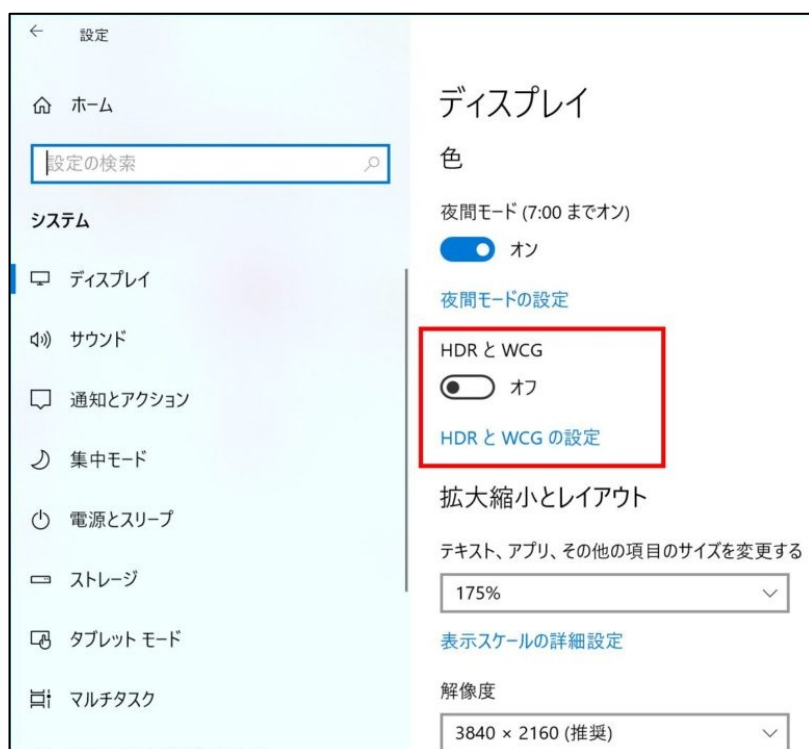 設定
ホーム
設定の検索
システム
ディスプレイ
サウンド
通知とアクション
集中モード
電源とスリープ
ストレージ
タブレット モード
マルチタスク
ディスプレイ
色
夜間モード (7:00 までオン)
オン
夜間モードの設定
HDR と WCG
オフ
HDR と WCG の設定
拡大縮小とレイアウト
テキスト、アプリ、その他の項目のサイズを変更する
175%
表示スケールの詳細設定
解像度
3840 × 2160 (推奨)